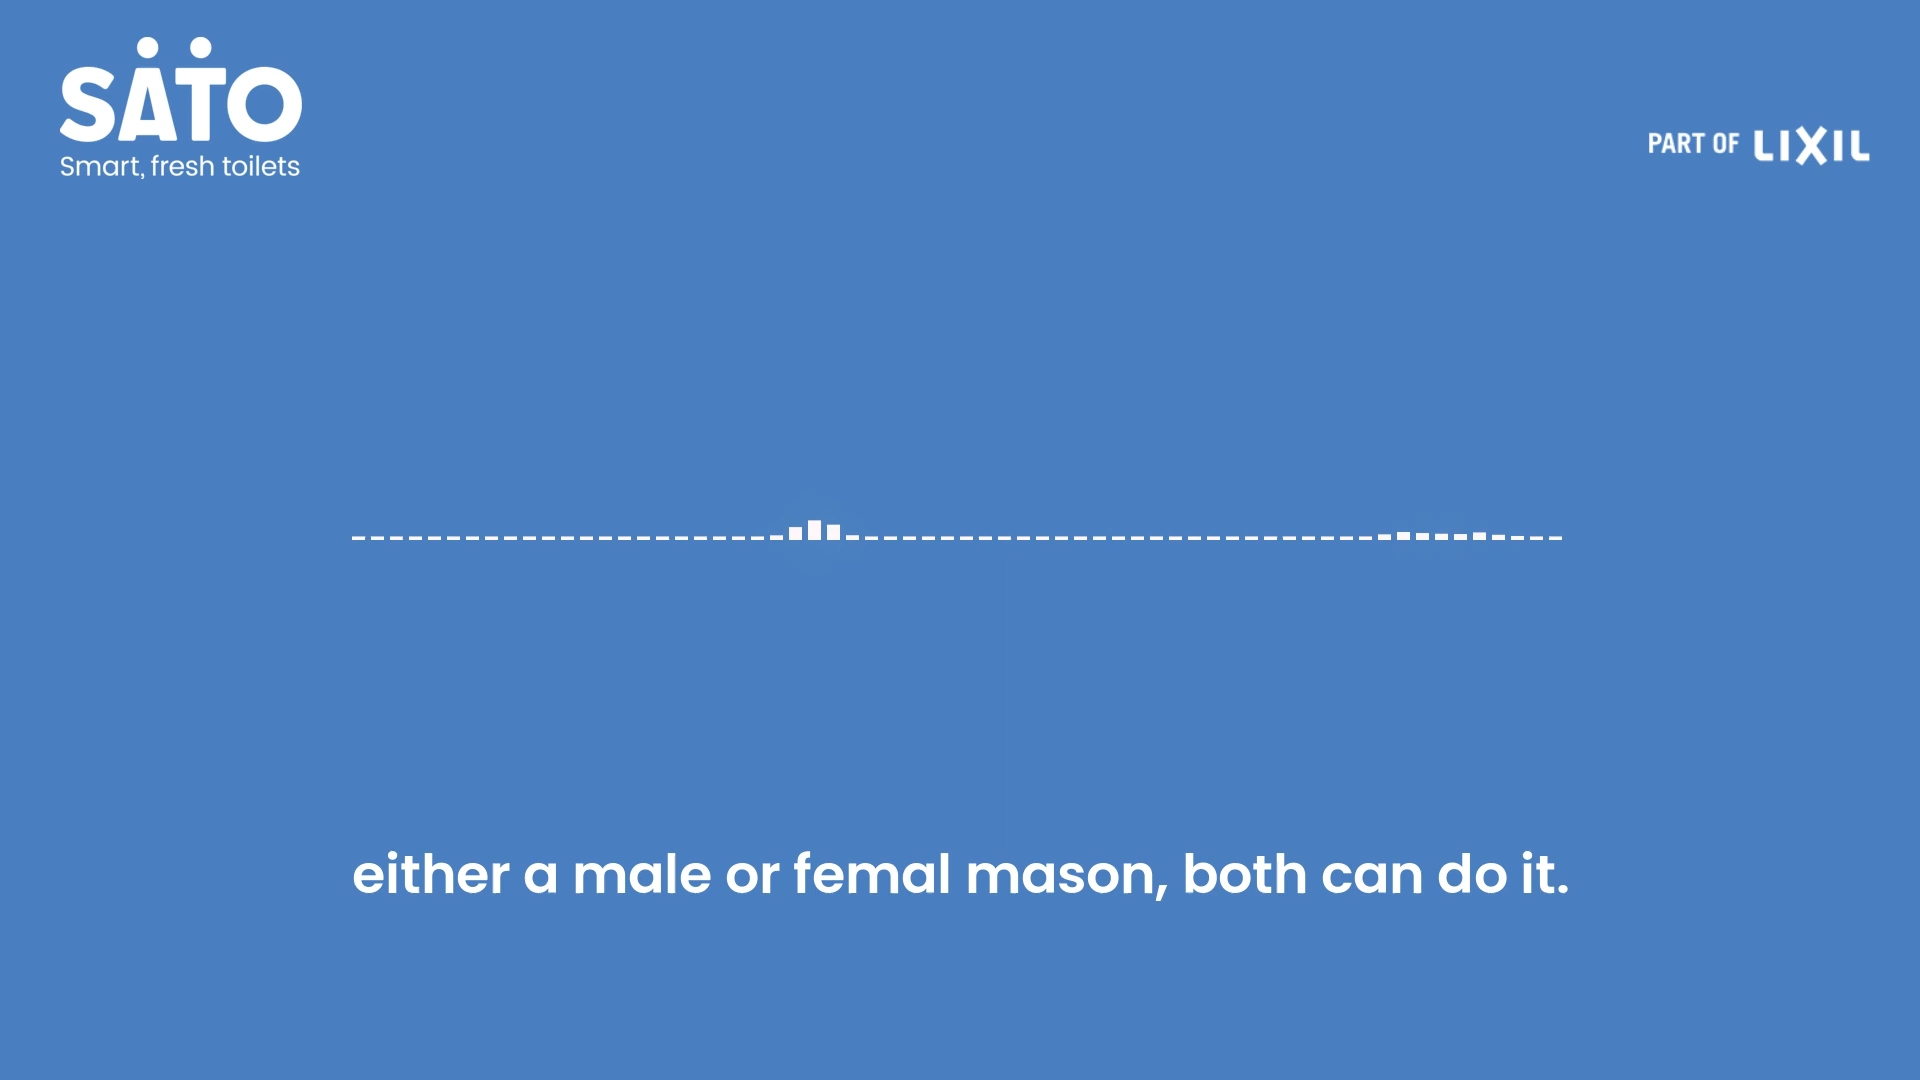 SATO
Smart, fresh toilets
PART OF LIXIL
either a male or femal mason, both can do it.